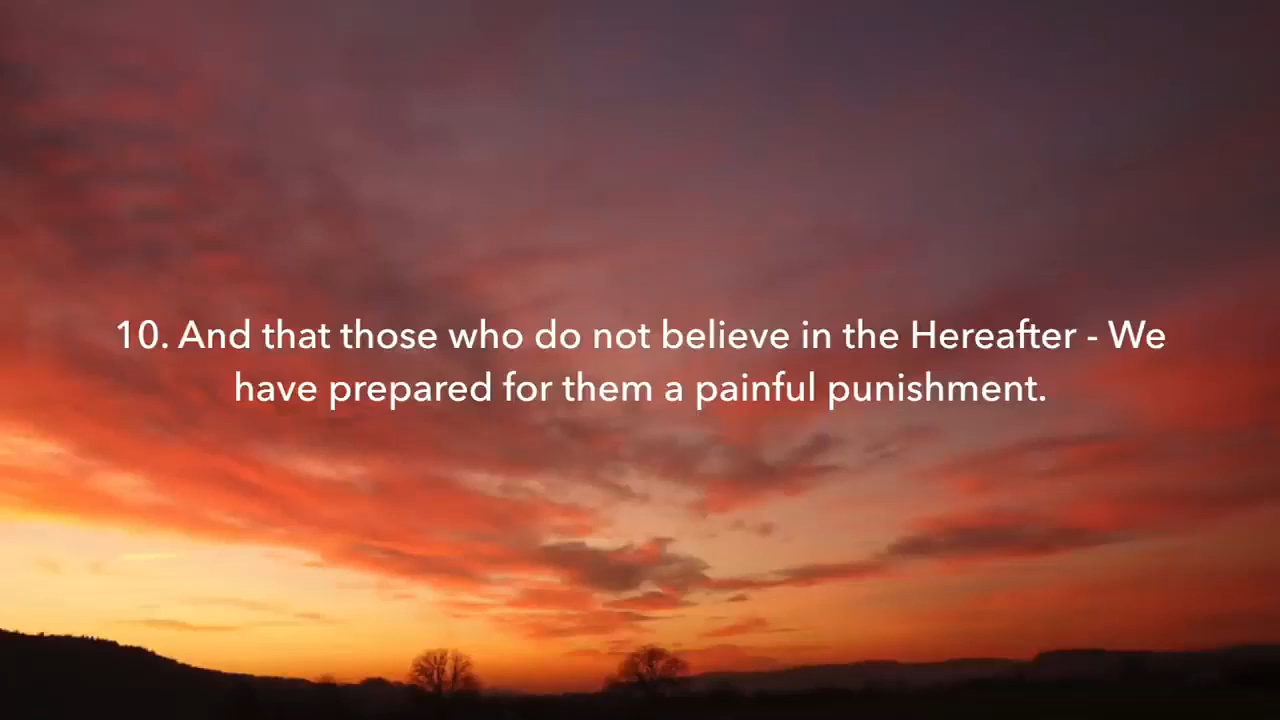 10. And that those who do not believe in the Hereafter - We
have prepared for them a painful punishment.